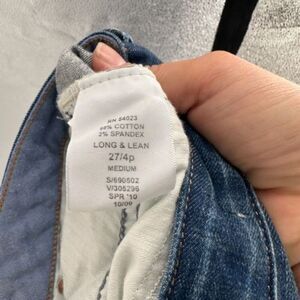 RN 54023
98% COTTON
2% SPANDEX
LONG & LEAN
27/4p
MEDIUM
S/690502
V/305296
SPR '10
10/09